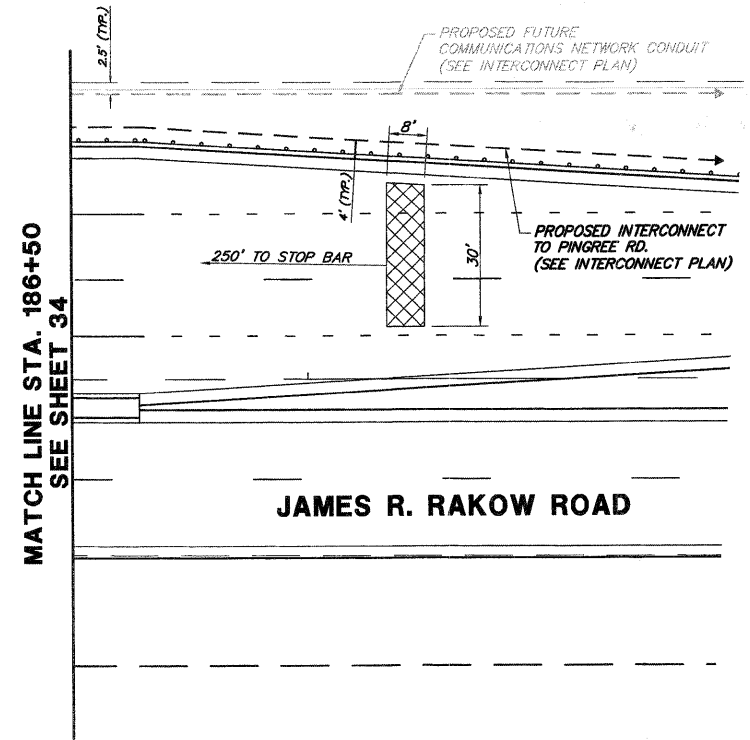 2.5' (TYP.)
PROPOSED FUTURE
COMMUNICATIONS NETWORK CONDUIT
(SEE INTERCONNECT PLAN)
8'
4' (TYP.)
PROPOSED INTERCONNECT
TO PINGREE RD.
(SEE INTERCONNECT PLAN)
250' TO STOP BAR
30'
MATCH LINE STA. 186+50
SEE SHEET 34
JAMES R. RAKOW ROAD